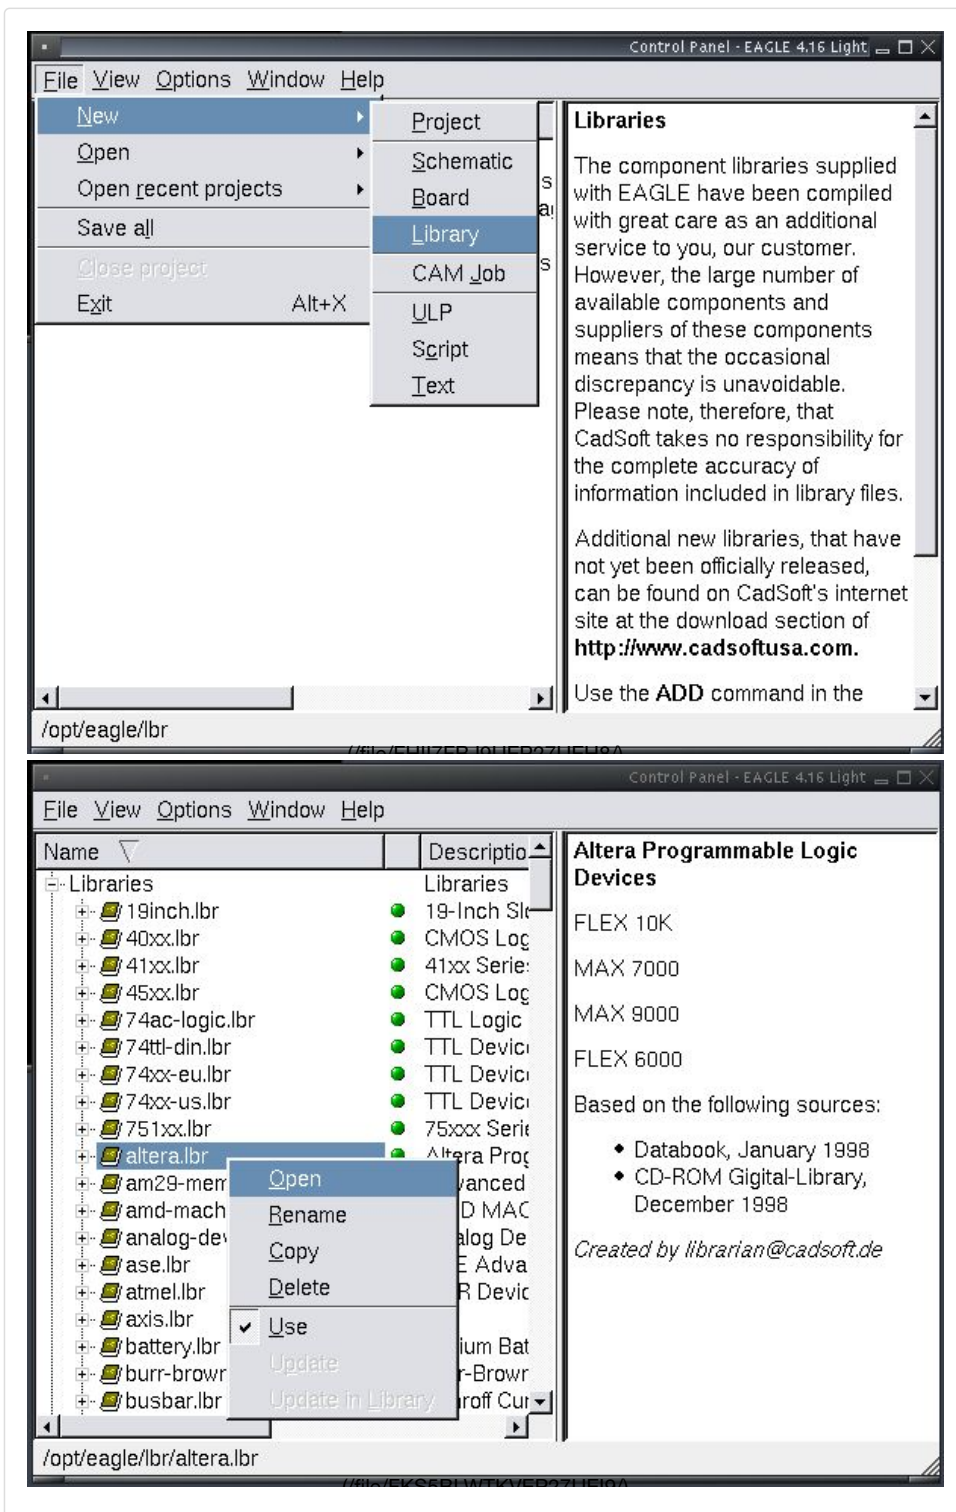 Control Panel - EAGLE 4.16 Light
File View Options Window Help
New
Open
Open recent projects
Save all
Close project
Exit Alt+X
Project
Schematic
Board
Library
CAM Job
ULP
Script
Text
Libraries
The component libraries supplied
with EAGLE have been compiled
with great care as an additional
service to you, our customer.
However, the large number of
available components and
suppliers of these components
means that the occasional
discrepancy is unavoidable.
Please note, therefore, that
CadSoft takes no responsibility for
the complete accuracy of
information included in library files.
Additional new libraries, that have
not yet been officially released,
can be found on CadSoft's internet
site at the download section of
http://www.cadsoftusa.com.
Use the ADD command in the
/opt/eagle/lbr
Control Panel - EAGLE 4.16 Light
File View Options Window Help
Name Descriptio
Libraries Libraries
19inch.lbr 19-Inch Slo
40xx.lbr CMOS Log
41xx.lbr 41xx Series
45xx.lbr CMOS Log
74ac-logic.lbr TTL Logic
74ttl-din.lbr TTL Devic
74xx-eu.lbr TTL Devic
74xx-us.lbr TTL Devic
751xx.lbr 75xxx Serie
altera.lbr Altera Prog
am29-mem vanced
amd-mach D MAC
analog-dev alog De
ase.lbr E Adva
atmel.lbr R Devic
axis.lbr
battery.lbr ium Bat
burr-brown r-Brown
busbar.lbr roff Cur
Open
Rename
Copy
Delete
Use
Update
Update in Library
Altera Programmable Logic
Devices
FLEX 10K
MAX 7000
MAX 9000
FLEX 6000
Based on the following sources:
Databook, January 1998
CD-ROM Gigital-Library,
December 1998
Created by librarian@cadsoft.de
/opt/eagle/lbr/altera.lbr